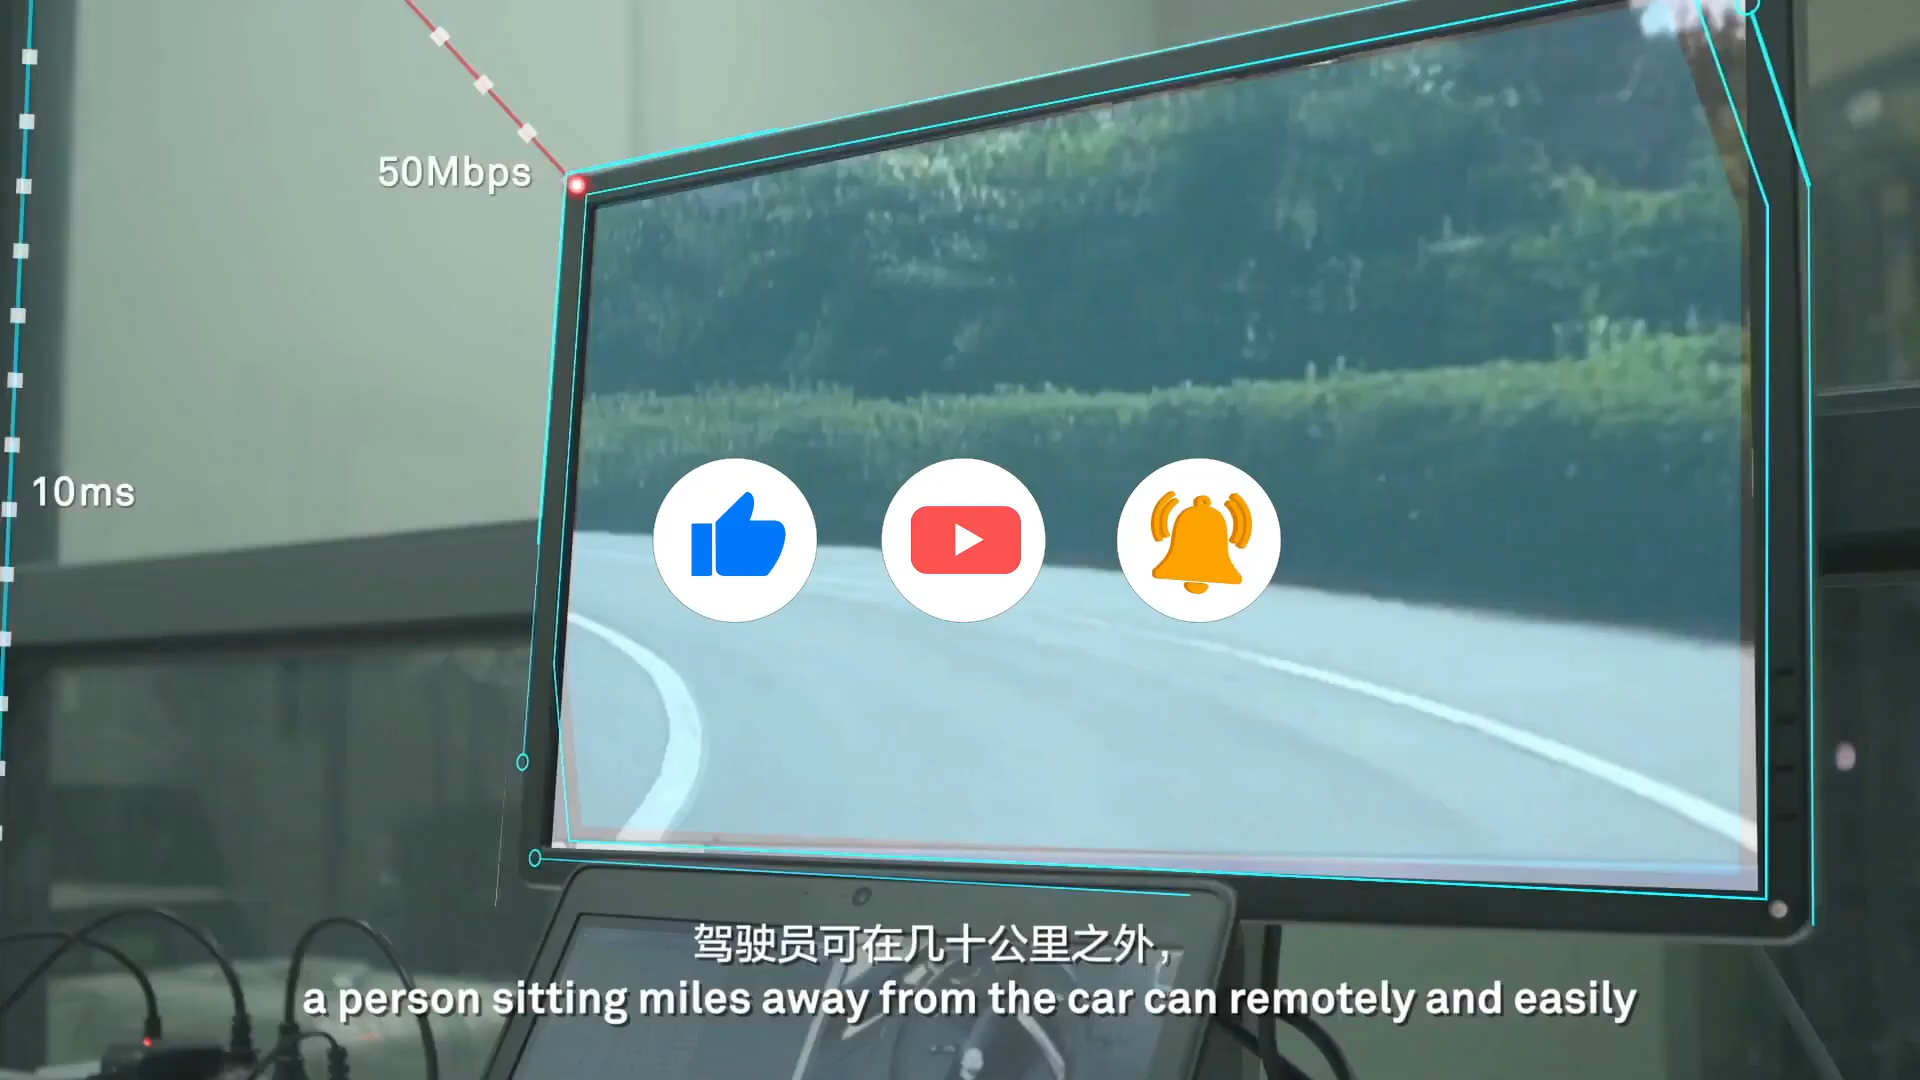 50Mbps
10ms
驾驶员可在几十公里之外，
a person sitting miles away from the car can remotely and easily